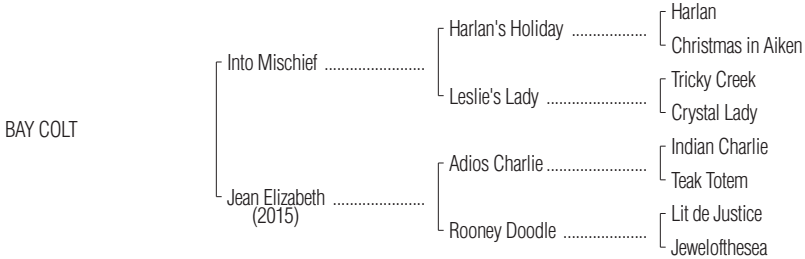 Harlan
Harlan's Holiday ...................
Christmas in Aiken
Into Mischief .........................
Tricky Creek
Leslie's Lady .........................
Crystal Lady
BAY COLT
Indian Charlie
Adios Charlie .........................
Teak Totem
Jean Elizabeth .......................
(2015)
Lit de Justice
Rooney Doodle .....................
Jewelofthesea